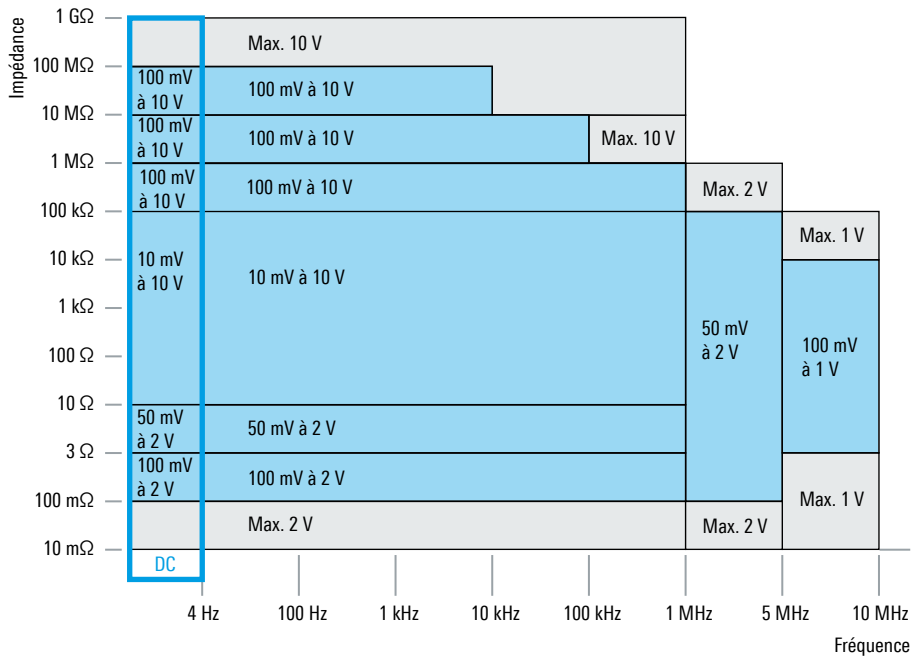 Impédance
1 GΩ
Max. 10 V
100 MΩ
100 mV
à 10 V
100 mV à 10 V
10 MΩ
100 mV
à 10 V
100 mV à 10 V
Max. 10 V
1 MΩ
100 mV
à 10 V
100 mV à 10 V
Max. 2 V
100 kΩ
Max. 1 V
10 kΩ
10 mV
à 10 V
10 mV à 10 V
1 kΩ
50 mV
à 2 V
100 mV
à 1 V
100 Ω
10 Ω
50 mV
à 2 V
50 mV à 2 V
3 Ω
100 mV
à 2 V
100 mV à 2 V
Max. 1 V
100 mΩ
Max. 2 V
Max. 2 V
10 mΩ
DC
4 Hz
100 Hz
1 kHz
10 kHz
100 kHz
1 MHz
5 MHz
10 MHz
Fréquence